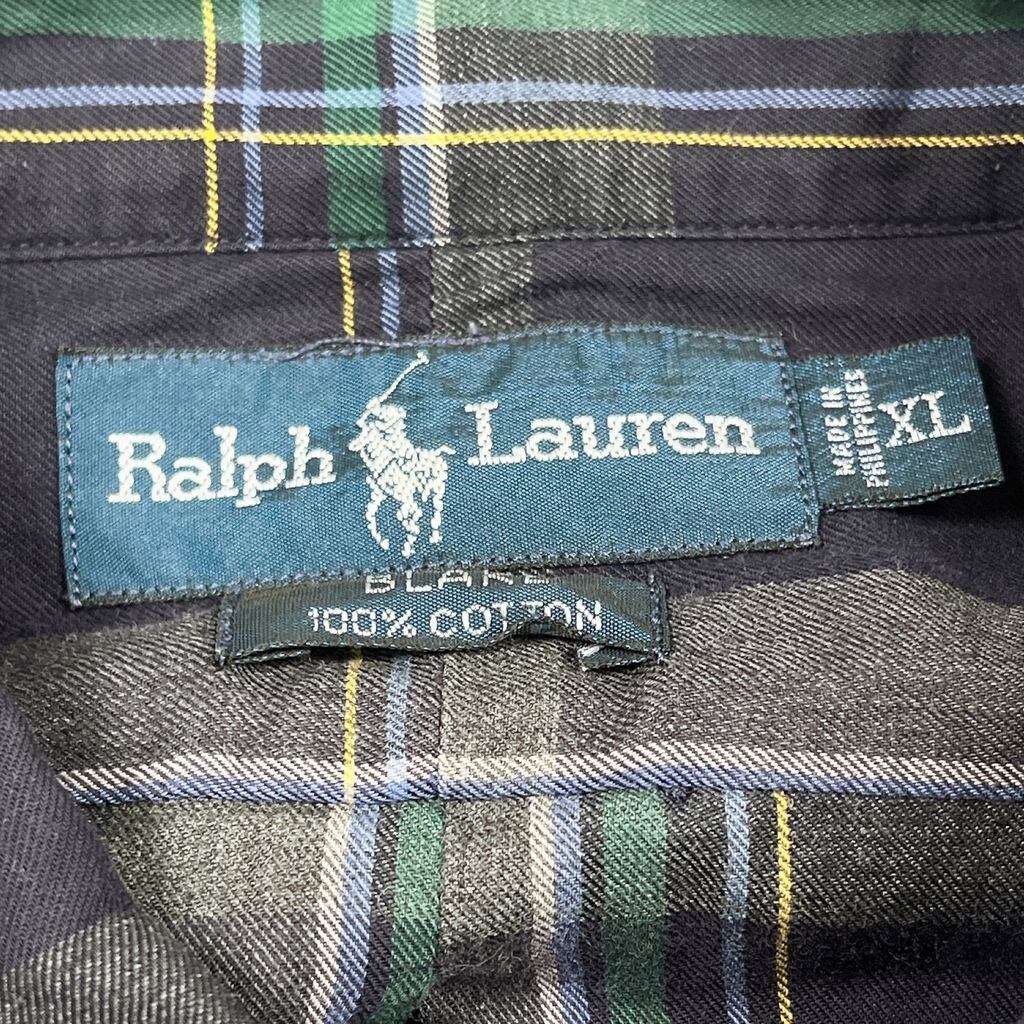 Ralph Lauren
MADE IN
PHILIPPINES
XL
BLAKE
100% COTTON